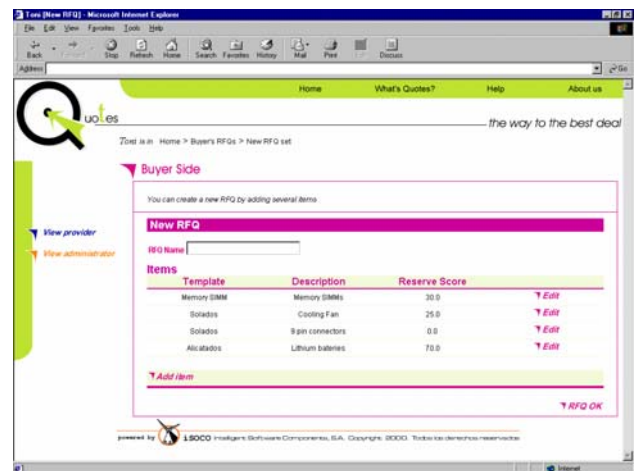 Toni [New RFQ] - Microsoft Internet Explorer
File Edit View Favorites Tools Help
Back Forward Stop Refresh Home Search Favorites History Mail Print Edit Discuss
Address Go
Home What's Quotes? Help About us
Quotes
the way to the best deal
Toni is in Home > Buyer's RFQs > New RFQ set
Buyer Side
You can create a new RFQ by adding several items
New RFQ
View provider
View administrator
RFQ Name
Items
Template Description Reserve Score
Memory SIMM Memory SIMMs 30.0 Edit
Solados Cooling Fan 25.0 Edit
Solados 9 pin connectors 0.0 Edit
Alicatados Lithium bateries 70.0 Edit
Add item
RFQ OK
powered by iSOCO Intelligent Software Components, S.A. Copyright 2000. Todos los derechos reservados
Internet